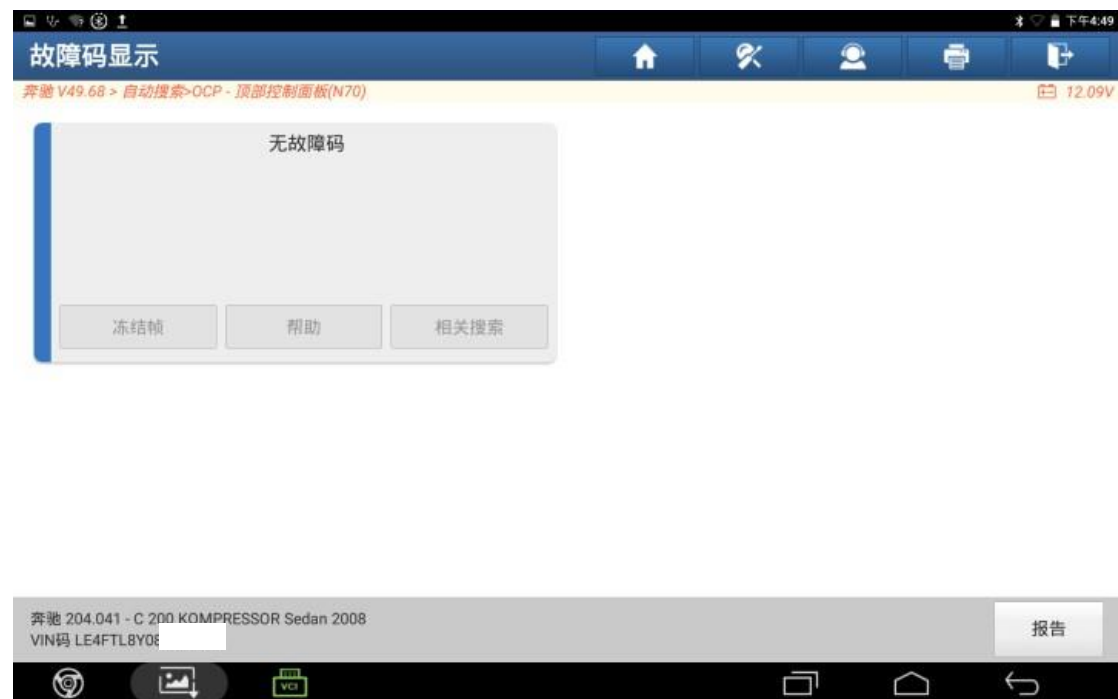 下午4:49
故障码显示
奔驰 V49.68 > 自动搜索>OCP - 顶部控制面板(N70)
12.09V
无故障码
冻结帧
帮助
相关搜索
奔驰 204.041 - C 200 KOMPRESSOR Sedan 2008
VIN码 LE4FTL8Y08
报告
VCI